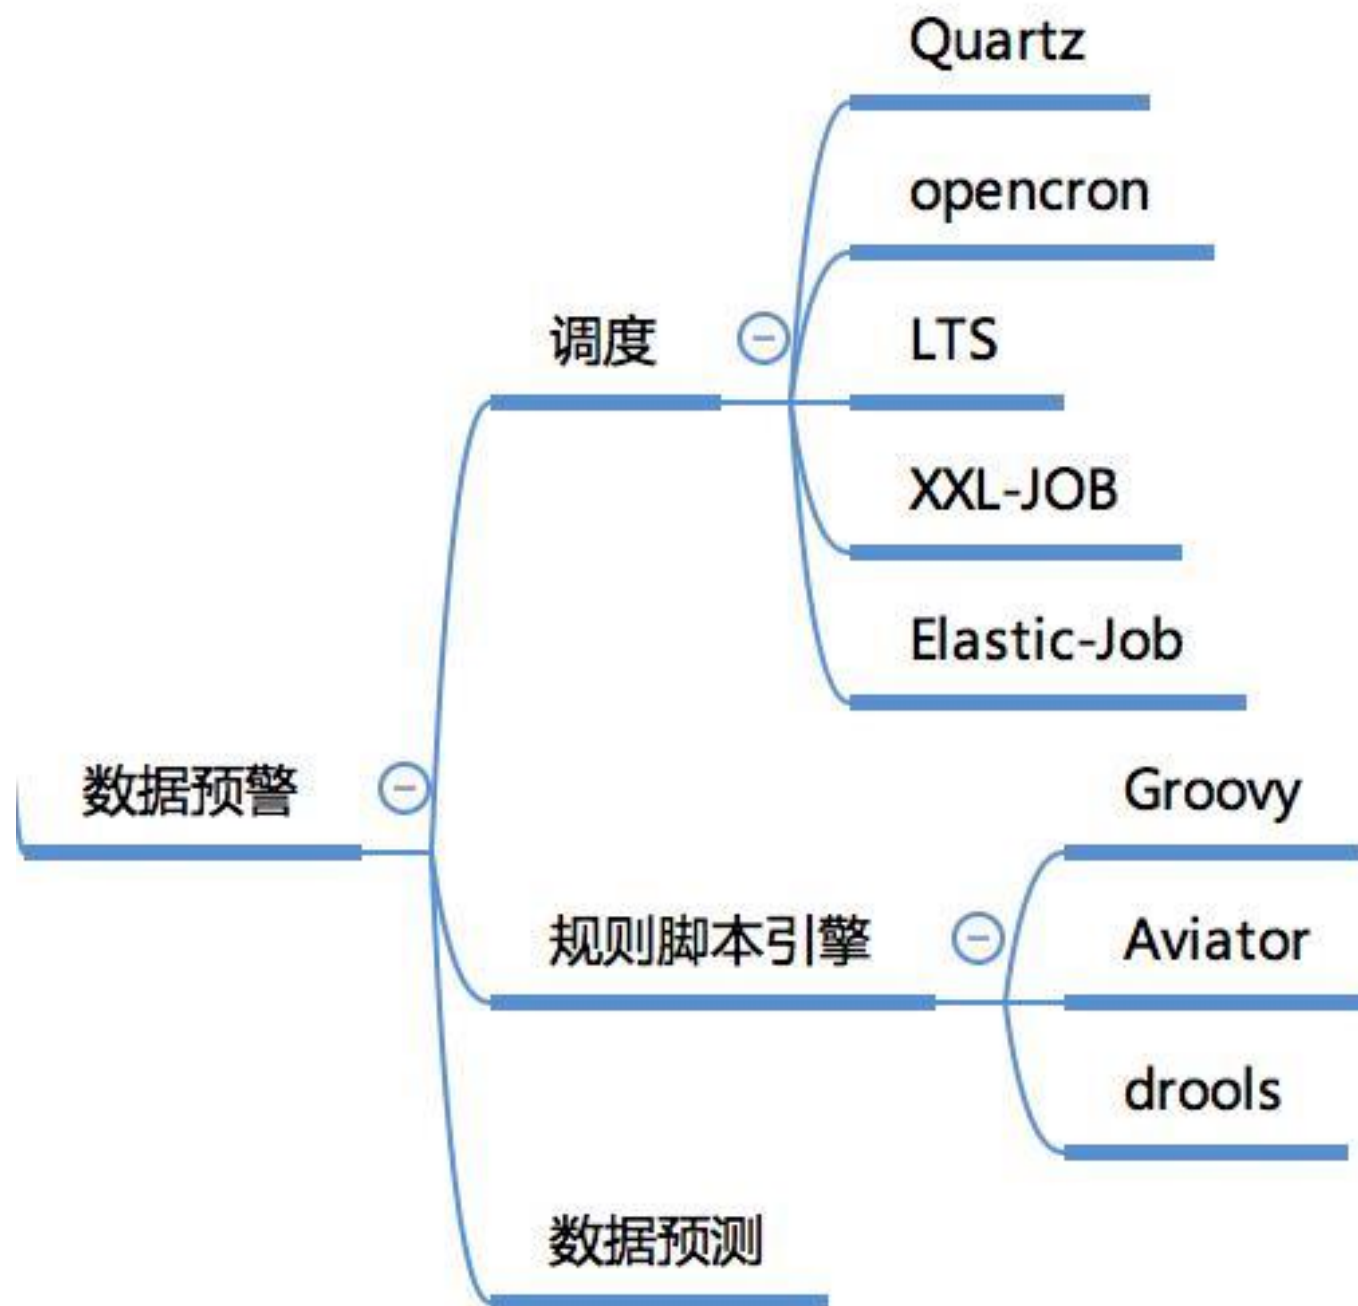 Quartz
opencron
调度
LTS
XXL-JOB
Elastic-Job
数据预警
Groovy
规则脚本引擎
Aviator
drools
数据预测